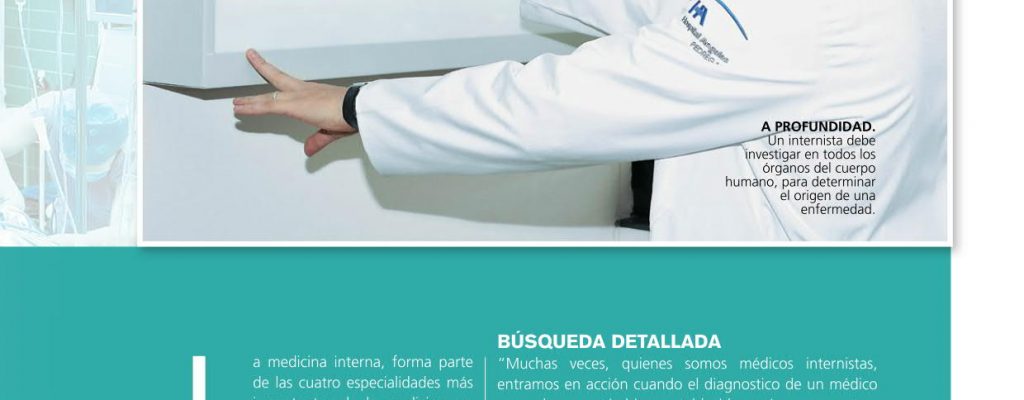 HA
Hospital Angeles
A PROFUNDIDAD.
Un internista debe
investigar en todos los
órganos del cuerpo
humano, para determinar
el origen de una
enfermedad.
a medicina interna, forma parte
de las cuatro especialidades más
BÚSQUEDA DETALLADA
“Muchas veces, quienes somos médicos internistas,
entramos en acción cuando el diagnostico de un médico